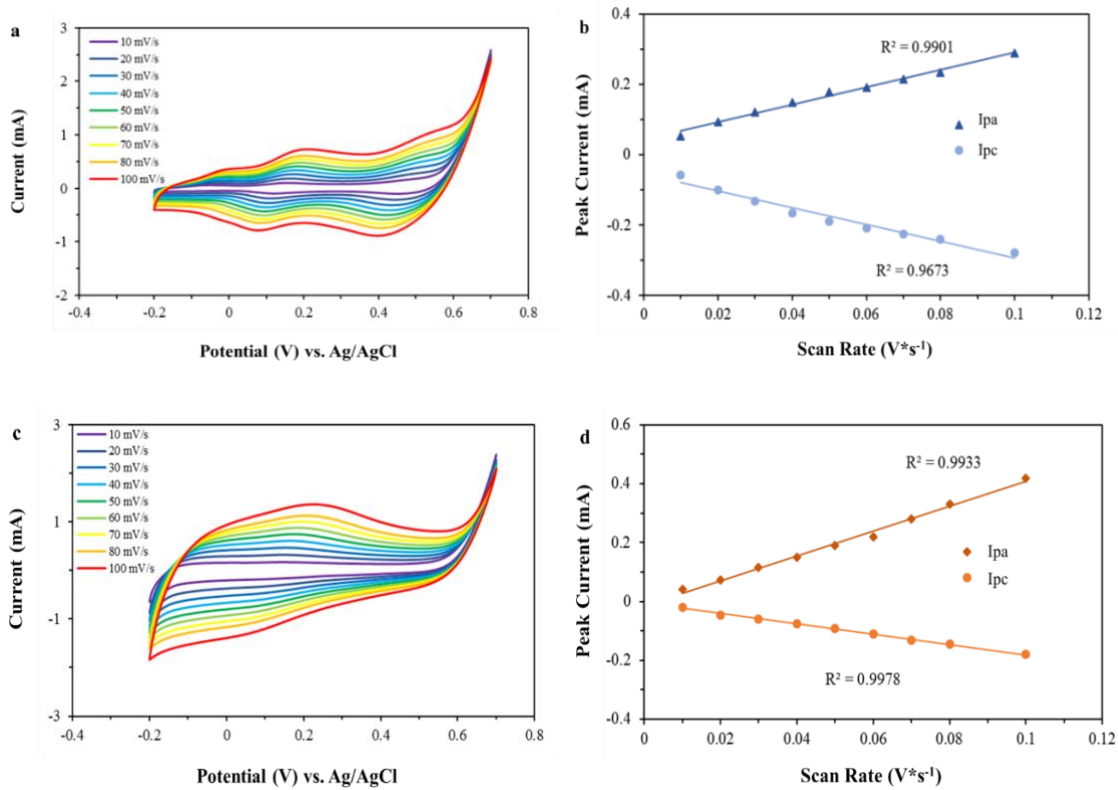 a
3
2
1
0
-1
-2
-0.4
-0.2
0
0.2
0.4
0.6
0.8
Current (mA)
Potential (V) vs. Ag/AgCl
10 mV/s
20 mV/s
30 mV/s
40 mV/s
50 mV/s
60 mV/s
70 mV/s
80 mV/s
100 mV/s
b
0.4
0.2
0
-0.2
-0.4
0
0.02
0.04
0.06
0.08
0.1
0.12
Peak Current (mA)
Scan Rate (V*s-1)
R² = 0.9901
Ipa
Ipc
R² = 0.9673
c
3
1
-1
-3
-0.4
-0.2
0
0.2
0.4
0.6
0.8
Current (mA)
Potential (V) vs. Ag/AgCl
10 mV/s
20 mV/s
30 mV/s
40 mV/s
50 mV/s
60 mV/s
70 mV/s
80 mV/s
100 mV/s
d
0.6
0.4
0.2
0
-0.2
-0.4
0
0.02
0.04
0.06
0.08
0.1
0.12
Peak Current (mA)
Scan Rate (V*s-1)
R² = 0.9933
Ipa
Ipc
R² = 0.9978